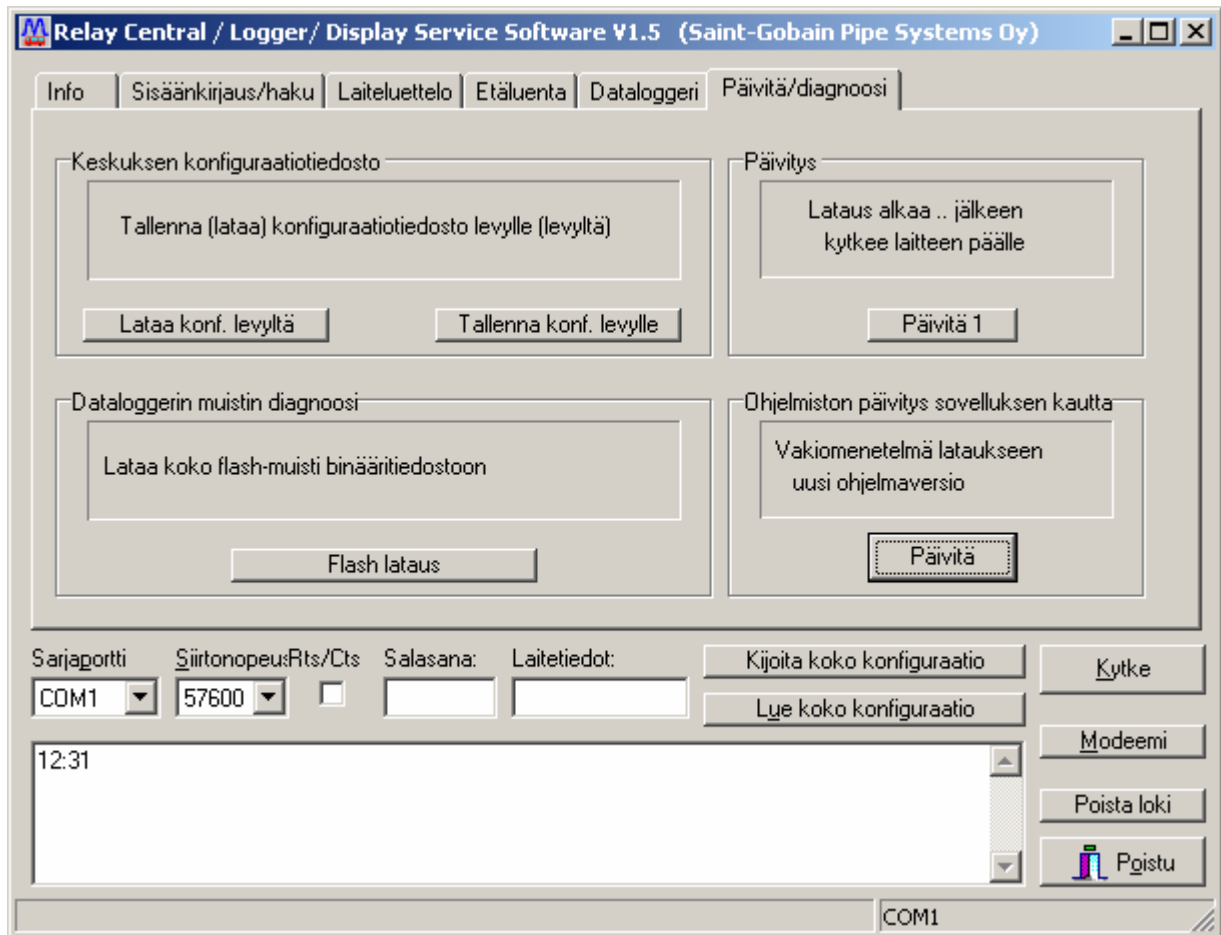 Relay Central / Logger/ Display Service Software V1.5 (Saint-Gobain Pipe Systems Oy)
Info Sisäänkirjaus/haku Laiteluettelo Etäluenta Dataloggeri Päivitä/diagnoosi
Keskuksen konfiguraatiotiedosto
Tallenna (lataa) konfiguraatiotiedosto levylle (levyltä)
Lataa konf. levyltä Tallenna konf. levylle
Päivitys
Lataus alkaa .. jälkeen
kytkee laitteen päälle
Päivitä 1
Dataloggerin muistin diagnoosi
Lataa koko flash-muisti binääritiedostoon
Flash lataus
Ohjelmiston päivitys sovelluksen kautta
Vakiomenetelmä lataukseen
uusi ohjelmaversio
Päivitä
Sarjaportti Siirtonopeus: Rts/Cts Salasana: Laitetiedot:
COM1 57600
Kijoita koko konfiguraatio
Lue koko konfiguraatio
Kytke
Modeemi
Poista loki
Poistu
12:31
COM1